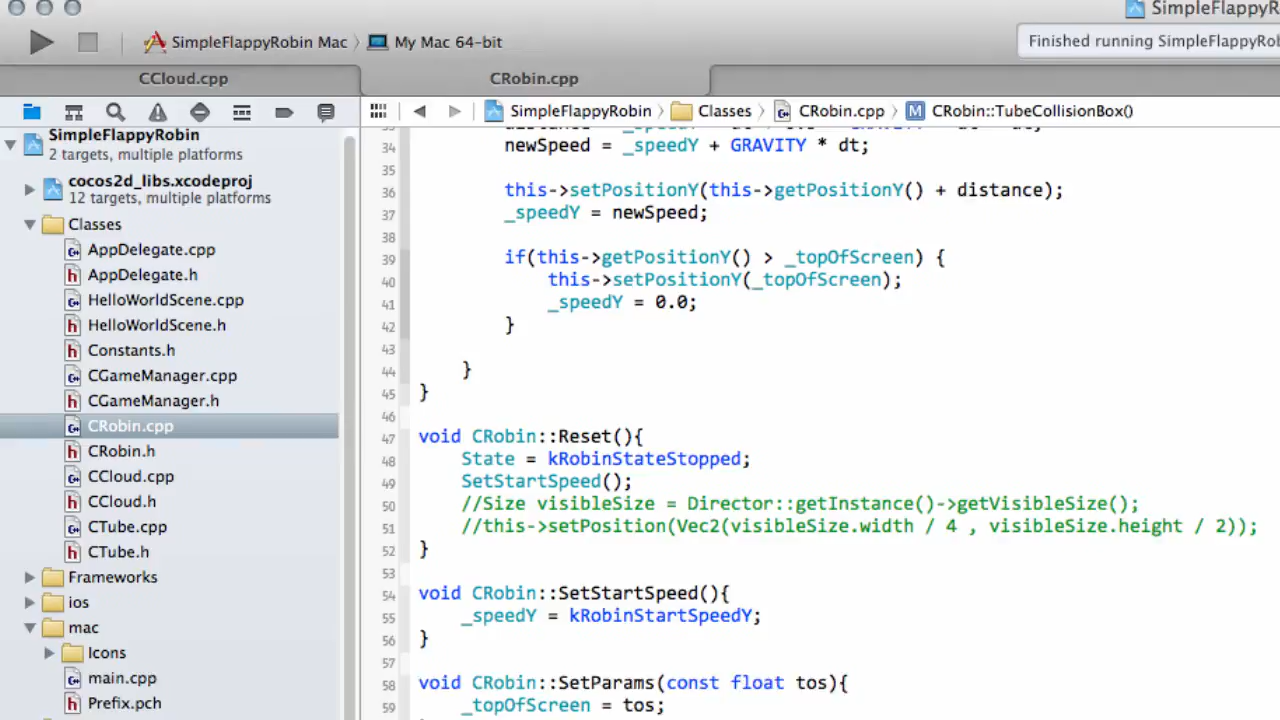 SimpleFlappyR
SimpleFlappyRobin Mac
My Mac 64-bit
Finished running SimpleFlappyRob
CCloud.cpp
CRobin.cpp
SimpleFlappyRobin
Classes
CRobin.cpp
CRobin::TubeCollisionBox()
SimpleFlappyRobin
2 targets, multiple platforms
cocos2d_libs.xcodeproj
12 targets, multiple platforms
Classes
AppDelegate.cpp
AppDelegate.h
HelloWorldScene.cpp
HelloWorldScene.h
Constants.h
CGameManager.cpp
CGameManager.h
CRobin.cpp
CRobin.h
CCloud.cpp
CCloud.h
CTube.cpp
CTube.h
Frameworks
ios
mac
Icons
main.cpp
Prefix.pch
34 newSpeed = _speedY + GRAVITY * dt;
35
36 this->setPositionY(this->getPositionY() + distance);
37 _speedY = newSpeed;
38
39 if(this->getPositionY() > _topOfScreen) {
40 this->setPositionY(_topOfScreen);
41 _speedY = 0.0;
42 }
43
44 }
45 }
46
47 void CRobin::Reset(){
48 State = kRobinStateStopped;
49 SetStartSpeed();
50 //Size visibleSize = Director::getInstance()->getVisibleSize();
51 //this->setPosition(Vec2(visibleSize.width / 4 , visibleSize.height / 2));
52 }
53
54 void CRobin::SetStartSpeed(){
55 _speedY = kRobinStartSpeedY;
56 }
57
58 void CRobin::SetParams(const float tos){
59 _topOfScreen = tos;